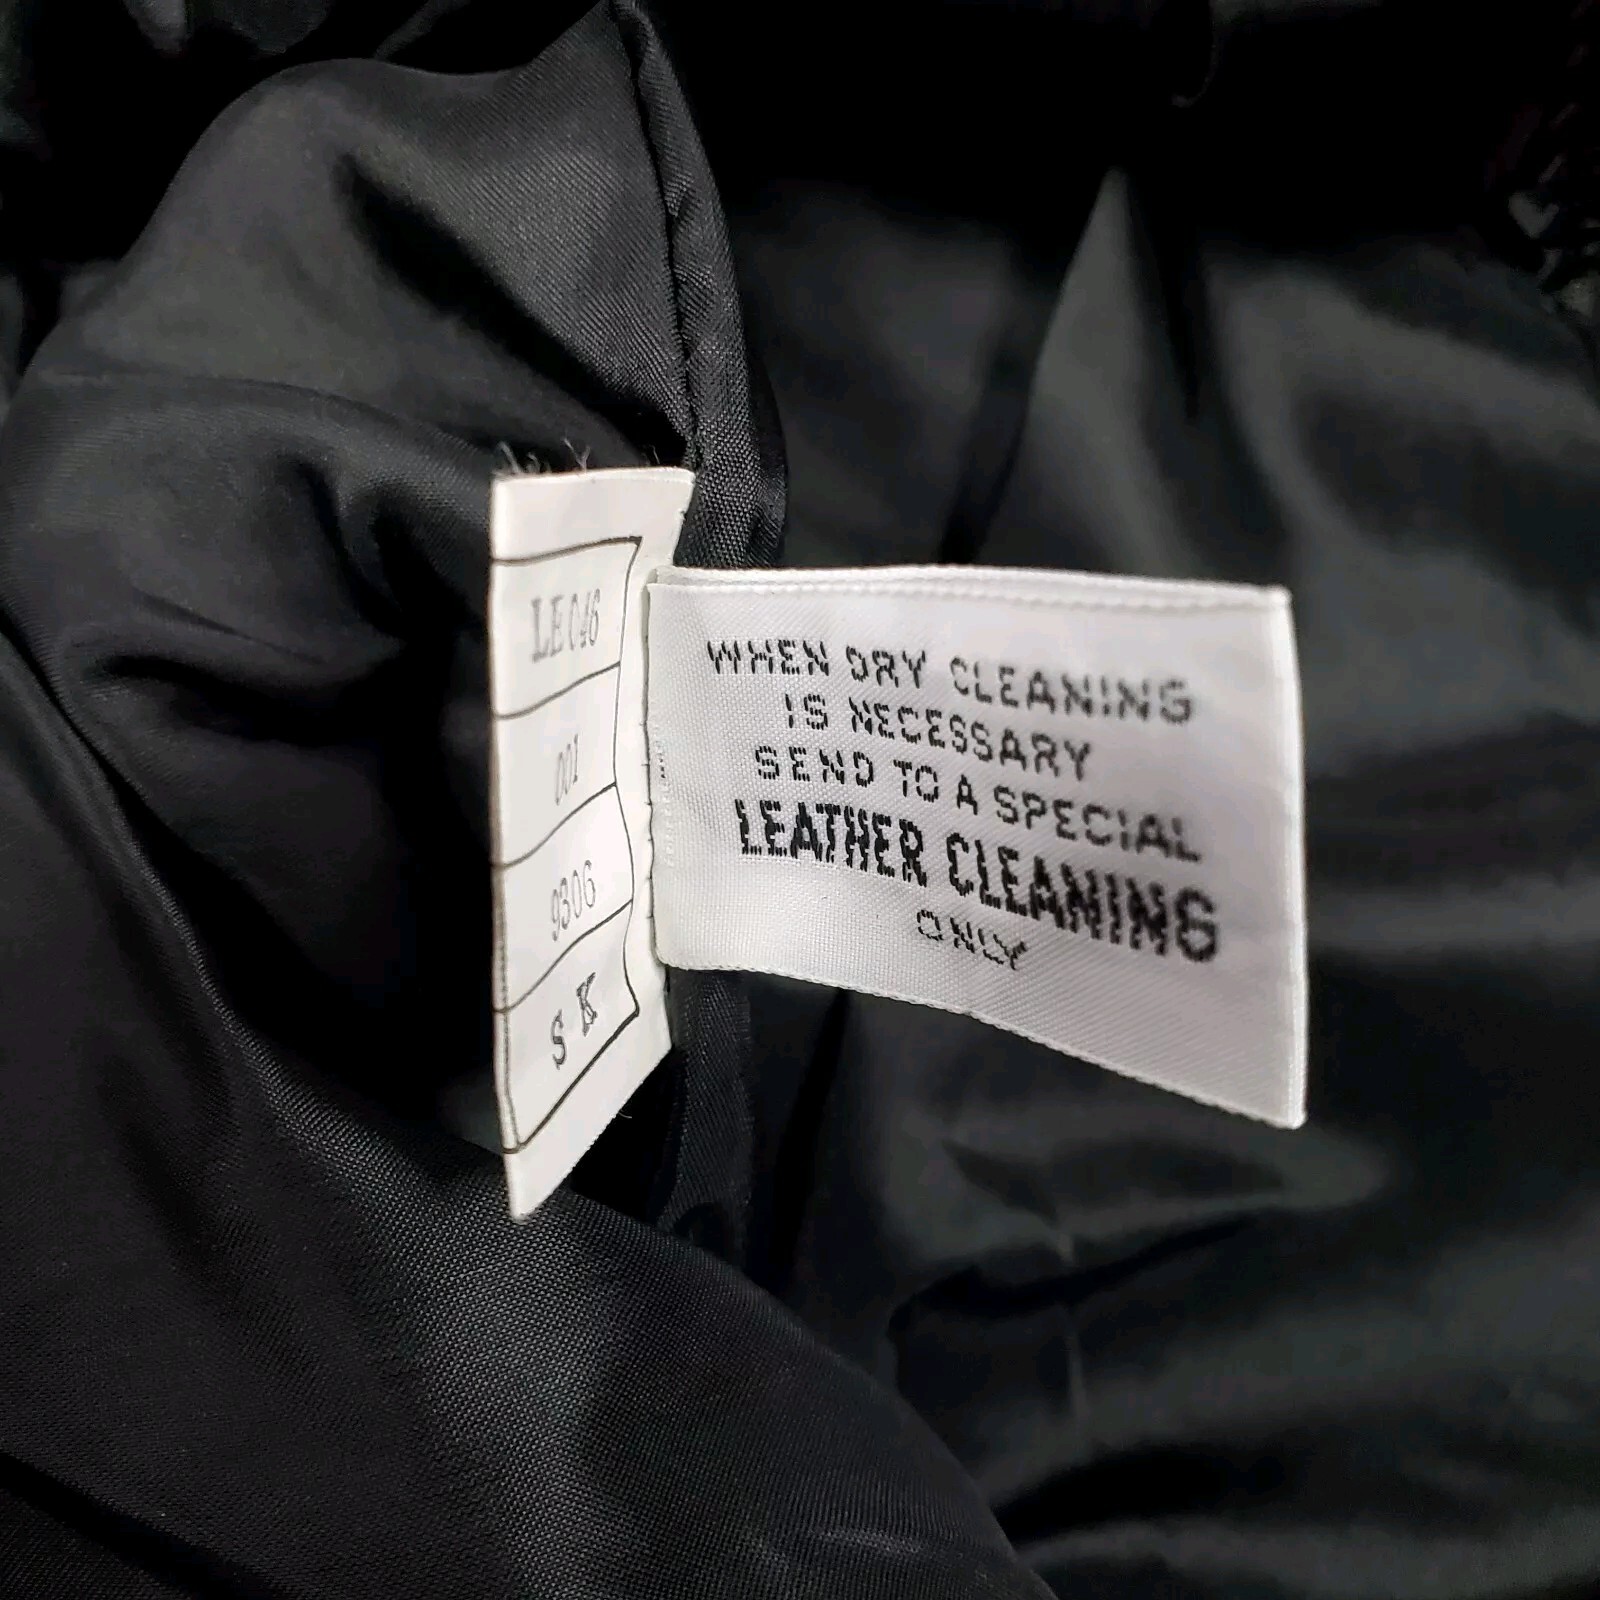 LE046
001
9306
S K
WHEN DRY CLEANING
IS NECESSARY
SEND TO A SPECIAL
LEATHER CLEANING
ONLY